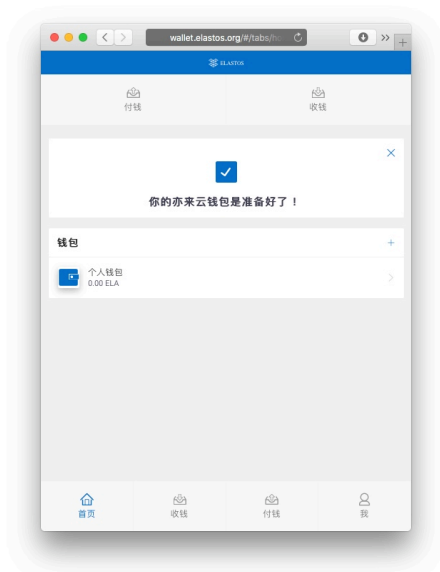 wallet.elastos.org/#/tabs/ho
ELASTOS
付钱
收钱
你的亦来云钱包是准备好了！
钱包
个人钱包
0.00 ELA
首页
收钱
付钱
我